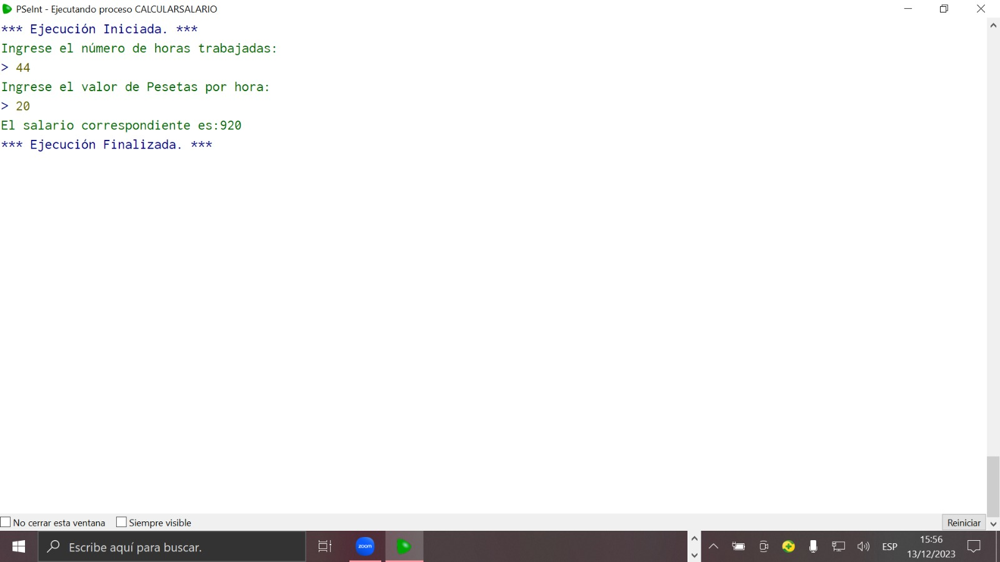 PSeInt - Ejecutando proceso CALCULARSALARIO
*** Ejecución Iniciada. ***
Ingrese el número de horas trabajadas:
> 44
Ingrese el valor de Pesetas por hora:
> 20
El salario correspondiente es:920
*** Ejecución Finalizada. ***
No cerrar esta ventana
Siempre visible
Reiniciar
Escribe aquí para buscar.
zoom
ESP
15:56
13/12/2023